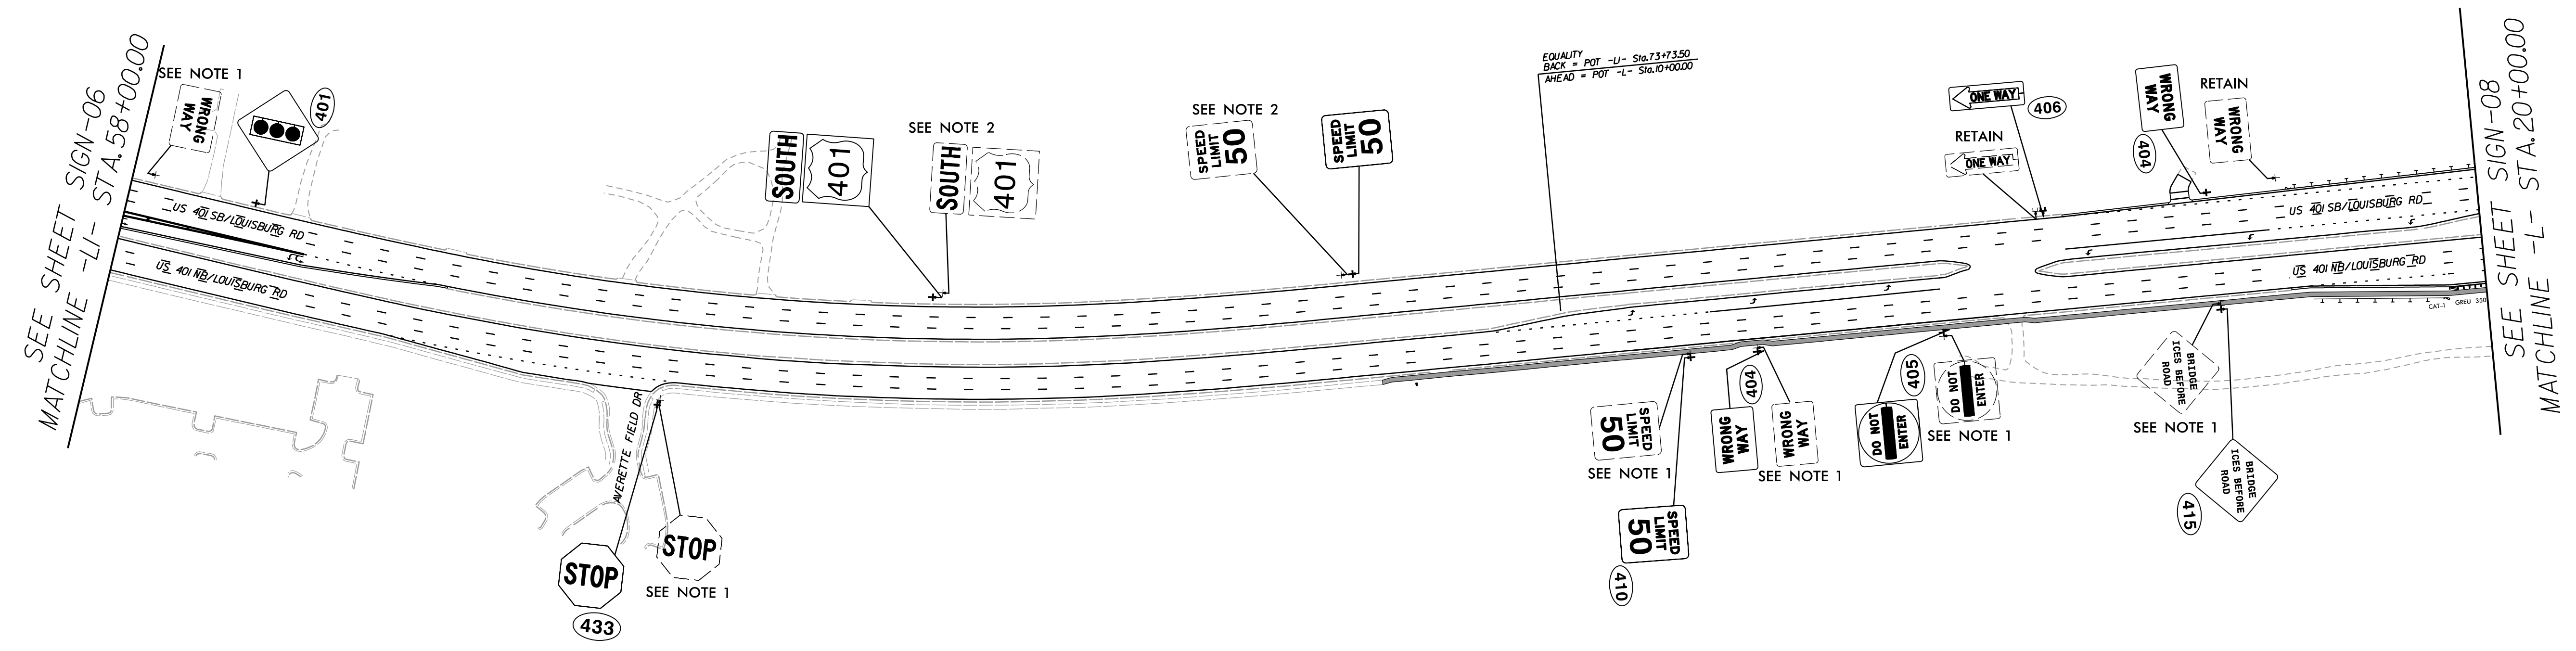 SEE SHEET SIGN-06
MATCHLINE -L1- STA.58+00.00
SEE NOTE 1
WRONG
WAY
401
SOUTH
401
SEE NOTE 2
SOUTH
401
SEE NOTE 2
SPEED
LIMIT
50
SPEED
LIMIT
50
EQUALITY
BACK = POT -L1- Sta.73+73.50
AHEAD = POT -L- Sta.10+00.00
ONE WAY
406
RETAIN
ONE WAY
WRONG
WAY
404
RETAIN
WRONG
WAY
SEE SHEET SIGN-08
MATCHLINE -L- STA.20+00.00
US 401 SB/LOUISBURG RD
US 401 NB/LOUISBURG RD
US 401 SB/LOUISBURG RD
US 401 NB/LOUISBURG RD
CAT-1
GREU 350
AVERETTE FIELD DR
STOP
433
STOP
SEE NOTE 1
SPEED
LIMIT
50
SEE NOTE 1
SPEED
LIMIT
50
410
404
WRONG
WAY
WRONG
WAY
SEE NOTE 1
405
DO NOT
ENTER
DO NOT
ENTER
SEE NOTE 1
BRIDGE
ICES BEFORE
ROAD
SEE NOTE 1
BRIDGE
ICES BEFORE
ROAD
415